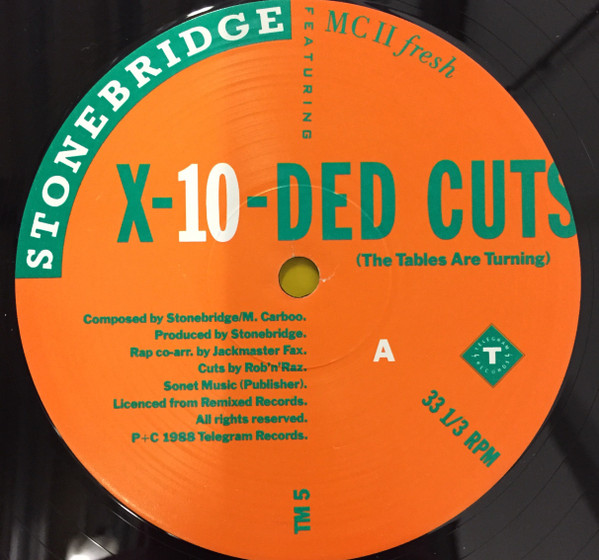 STONEBRIDGE
FEATURING
MC II fresh
X-10-DED CUTS
(The Tables Are Turning)
Composed by Stonebridge/M. Carboo.
Produced by Stonebridge.
Rap co-arr. by Jackmaster Fax.
Cuts by Rob'n'Raz.
Sonet Music (Publisher).
Licenced from Remixed Records.
All rights reserved.
P+C 1988 Telegram Records.
A
TELEGRAM
T
RECORDS
33 1/3 RPM
TM 5